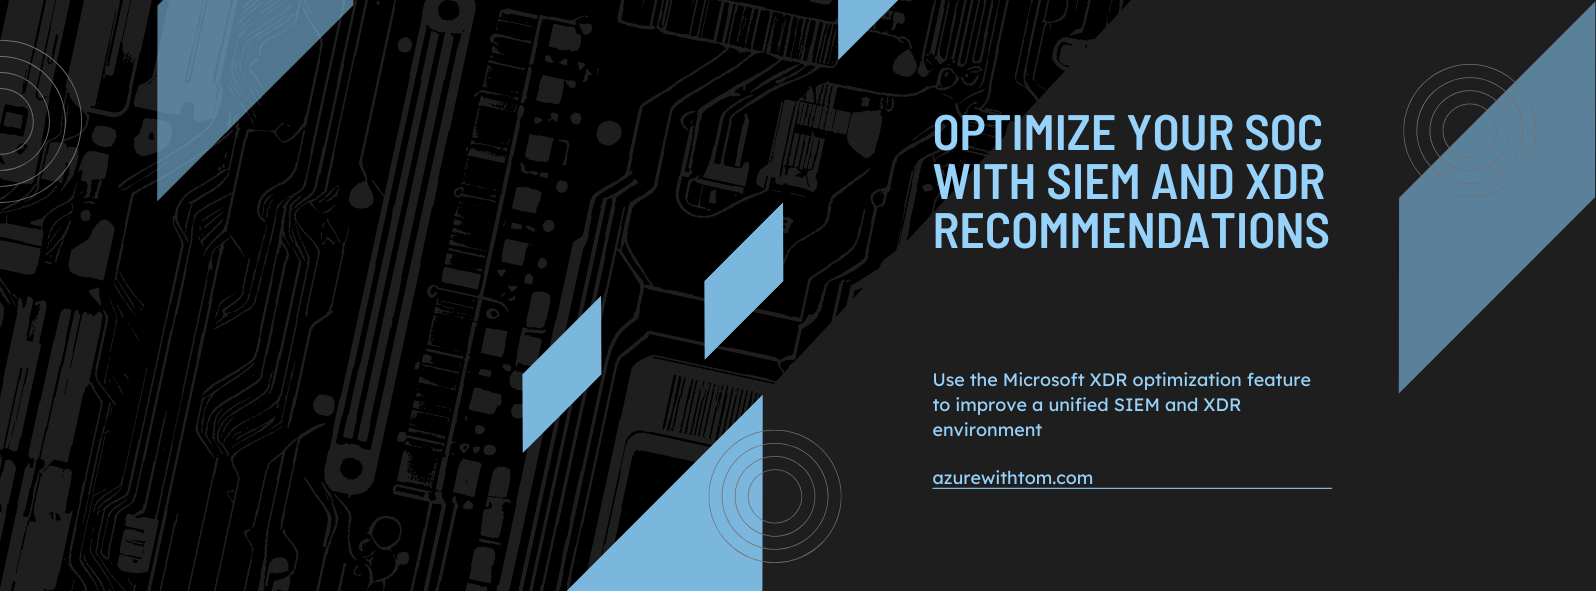 OPTIMIZE YOUR SOC
WITH SIEM AND XDR
RECOMMENDATIONS
Use the Microsoft XDR optimization feature
to improve a unified SIEM and XDR
environment
azurewithtom.com